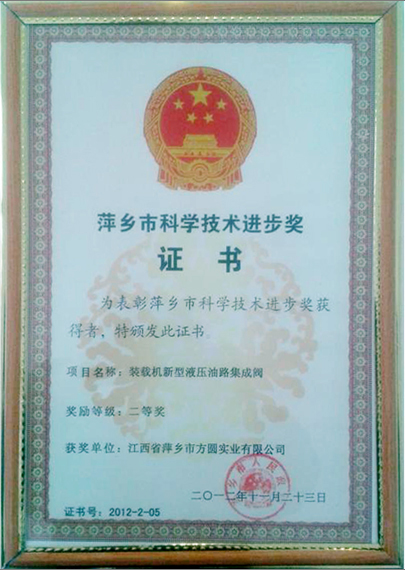 萍乡市科学技术进步奖
证书
为表彰萍乡市科学技术进步奖获
得者，特颁发此证书。
项目名称：装载机新型液压油路集成阀
奖励等级：二等奖
获奖单位：江西省萍乡市方圆实业有限公司
二〇一二年十一月二十三日
证书号：2012-2-05